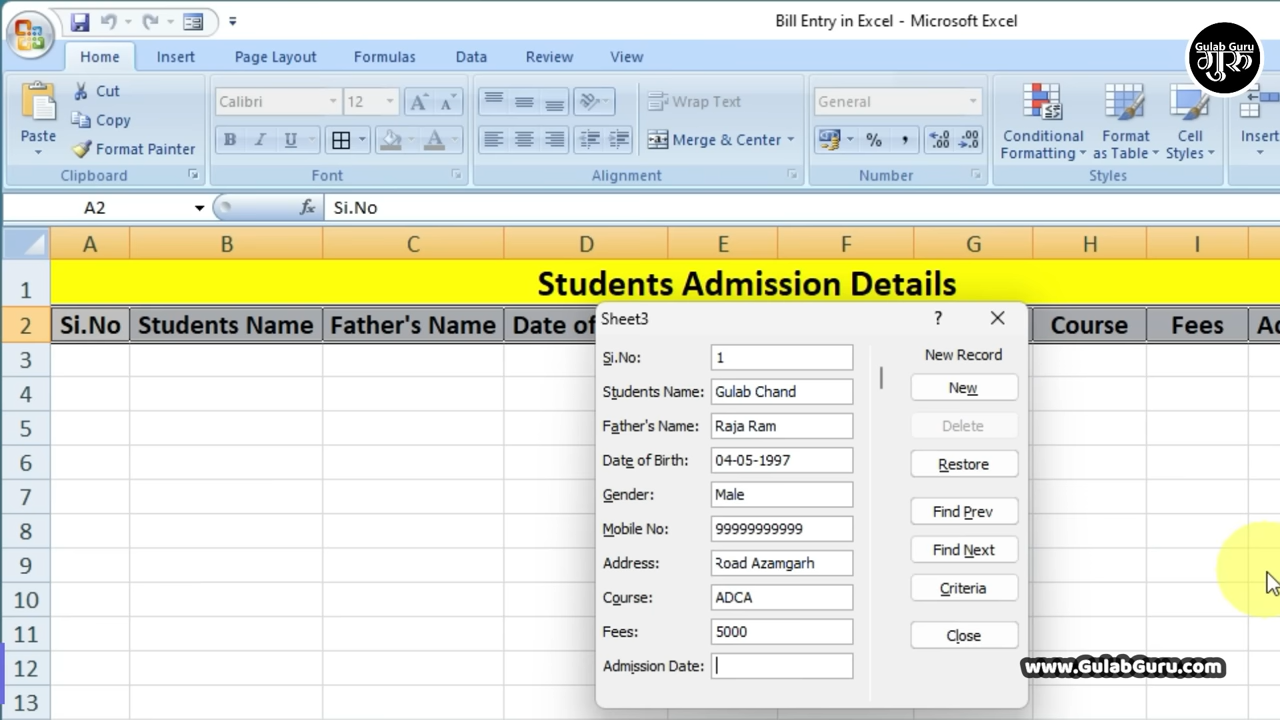 Bill Entry in Excel - Microsoft Excel
Gulab Guru
गुरु
Home Insert Page Layout Formulas Data Review View
Paste
Cut
Copy
Format Painter
Clipboard
Calibri 12
B I U A
Font
Wrap Text
Merge & Center
Alignment
General
% ,
Number
Conditional Formatting
Format as Table
Cell Styles
Styles
Insert
A2 fx Si.No
A B C D E F G H I
1 Students Admission Details
2 Si.No Students Name Father's Name Date of Course Fees
3
4
5
6
7
8
9
10
11
12
13
Sheet3 ?
Si.No: 1
Students Name: Gulab Chand
Father's Name: Raja Ram
Date of Birth: 04-05-1997
Gender: Male
Mobile No: 99999999999
Address: Road Azamgarh
Course: ADCA
Fees: 5000
Admission Date:
New Record
New
Delete
Restore
Find Prev
Find Next
Criteria
Close
www.GulabGuru.com